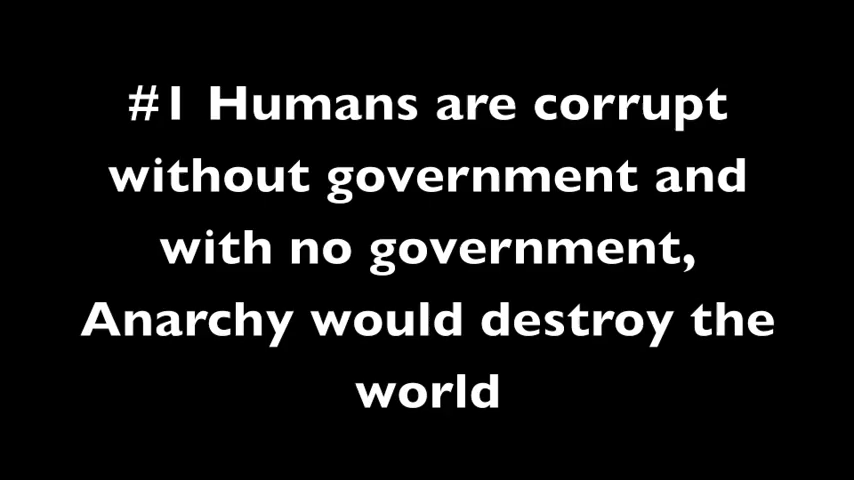 #1 Humans are corrupt
without government and
with no government,
Anarchy would destroy the
world